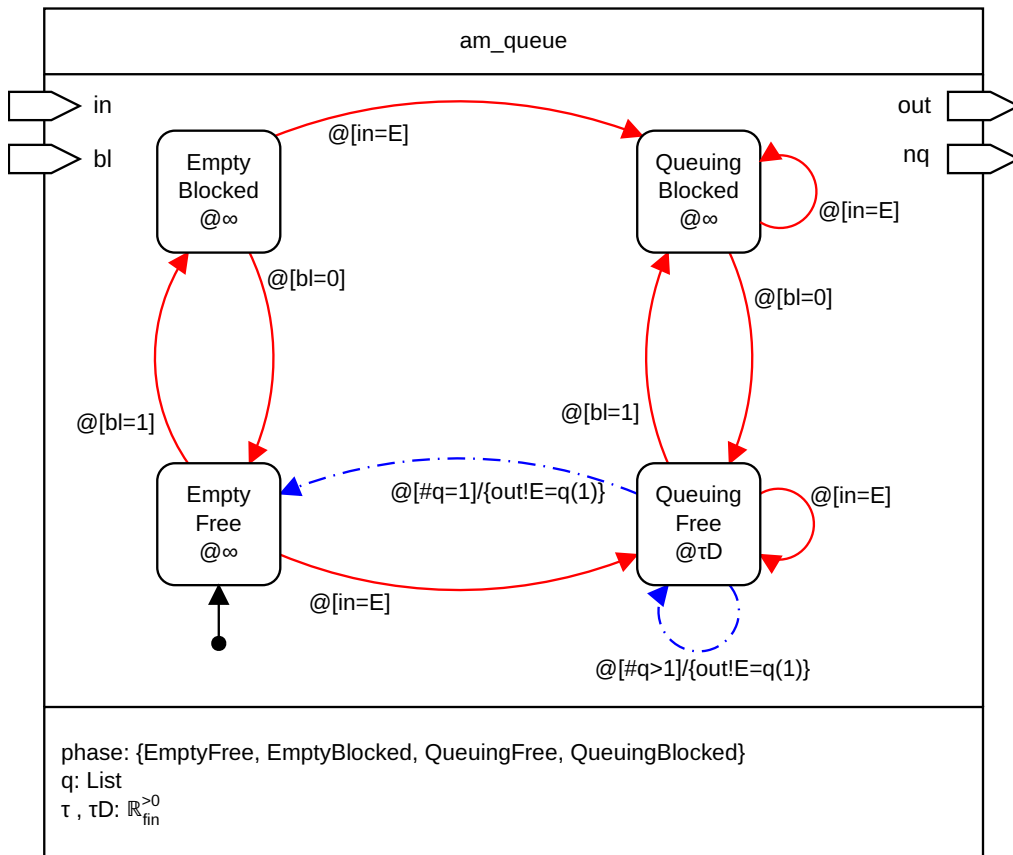 am_queue
in
out
bl
nq
@[in=E]
Empty
Blocked
@∞
Queuing
Blocked
@∞
@[in=E]
@[bl=0]
@[bl=0]
@[bl=1]
@[bl=1]
Empty
Free
@∞
@[#q=1]/{out!E=q(1)}
Queuing
Free
@τD
@[in=E]
@[in=E]
@[#q>1]/{out!E=q(1)}
phase: {EmptyFree, EmptyBlocked, QueuingFree, QueuingBlocked}
q: List
τ , τD: ℝ>0fin